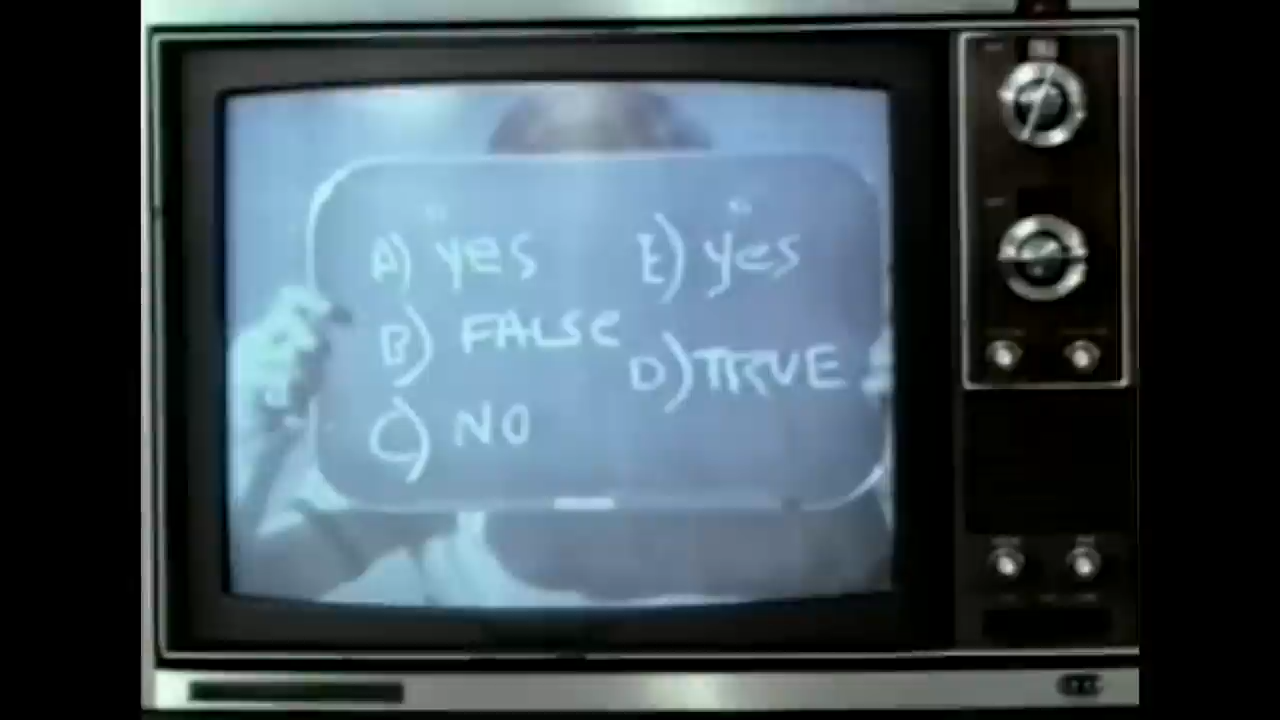 A) yes
B) FALSE
C) NO
E) yes
D) TRUE